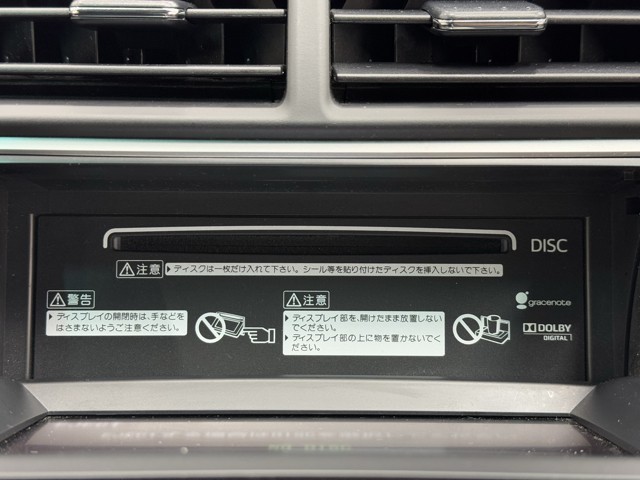 DISC
注意 ▶ディスクは一枚だけ入れて下さい。シール等を貼り付けたディスクを挿入しないで下さい。
警告
▶ディスプレイの開閉時は、手などを
はさまないようご注意ください。
注意
▶ディスプレイ部を、開けたまま放置しない
でください。
▶ディスプレイ部の上に物を置かないでく
ださい。
gracenote
DOLBY
DIGITAL